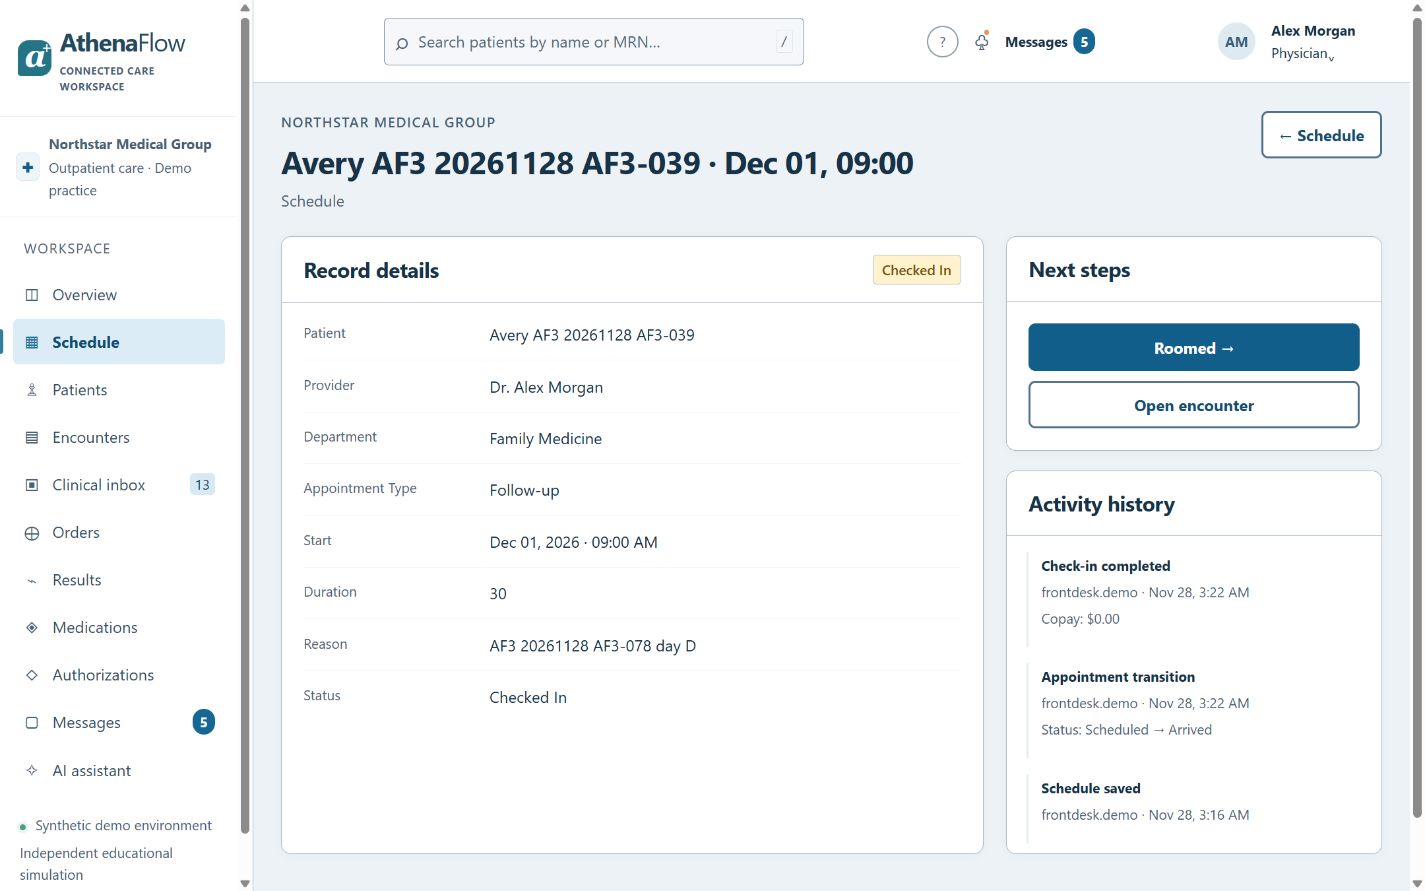 AthenaFlow
CONNECTED CARE
WORKSPACE
Northstar Medical Group
Outpatient care · Demo
practice
WORKSPACE
Overview
Schedule
Patients
Encounters
Clinical inbox 13
Orders
Results
Medications
Authorizations
Messages 5
AI assistant
Synthetic demo environment
Independent educational
simulation
Search patients by name or MRN... /
? Messages 5
AM Alex Morgan
Physician
NORTHSTAR MEDICAL GROUP
Avery AF3 20261128 AF3-039 · Dec 01, 09:00
Schedule
← Schedule
Record details Checked In
Patient Avery AF3 20261128 AF3-039
Provider Dr. Alex Morgan
Department Family Medicine
Appointment Type Follow-up
Start Dec 01, 2026 · 09:00 AM
Duration 30
Reason AF3 20261128 AF3-078 day D
Status Checked In
Next steps
Roomed →
Open encounter
Activity history
Check-in completed
frontdesk.demo · Nov 28, 3:22 AM
Copay: $0.00
Appointment transition
frontdesk.demo · Nov 28, 3:22 AM
Status: Scheduled → Arrived
Schedule saved
frontdesk.demo · Nov 28, 3:16 AM